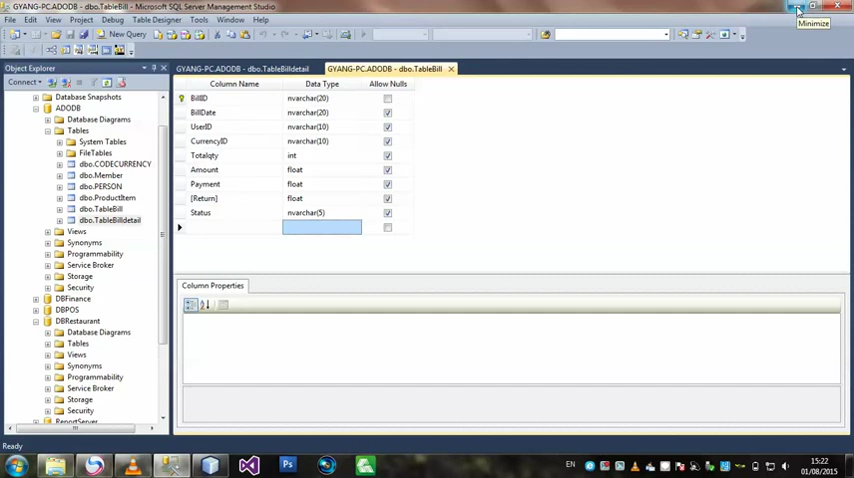 GYANG-PC.ADODB - dbo.TableBill - Microsoft SQL Server Management Studio
Minimize
File Edit View Project Debug Table Designer Tools Window Help
New Query
Object Explorer
Connect
Database Snapshots
ADODB
Database Diagrams
Tables
System Tables
FileTables
dbo.CODECURRENCY
dbo.Member
dbo.PERSON
dbo.ProductItem
dbo.TableBill
dbo.TableBilldetail
Views
Synonyms
Programmability
Service Broker
Storage
Security
DBFinance
DBPOS
DBRestaurant
Database Diagrams
Tables
Views
Synonyms
Programmability
Service Broker
Storage
Security
ReportServer
GYANG-PC.ADODB - dbo.TableBilldetail GYANG-PC.ADODB - dbo.TableBill
Column Name Data Type Allow Nulls
BillID nvarchar(20)
BillDate nvarchar(20)
UserID nvarchar(10)
CurrencyID nvarchar(10)
Totalqty int
Amount float
Payment float
[Return] float
Status nvarchar(5)
Column Properties
Ready
Ps
EN
15:22
01/08/2015